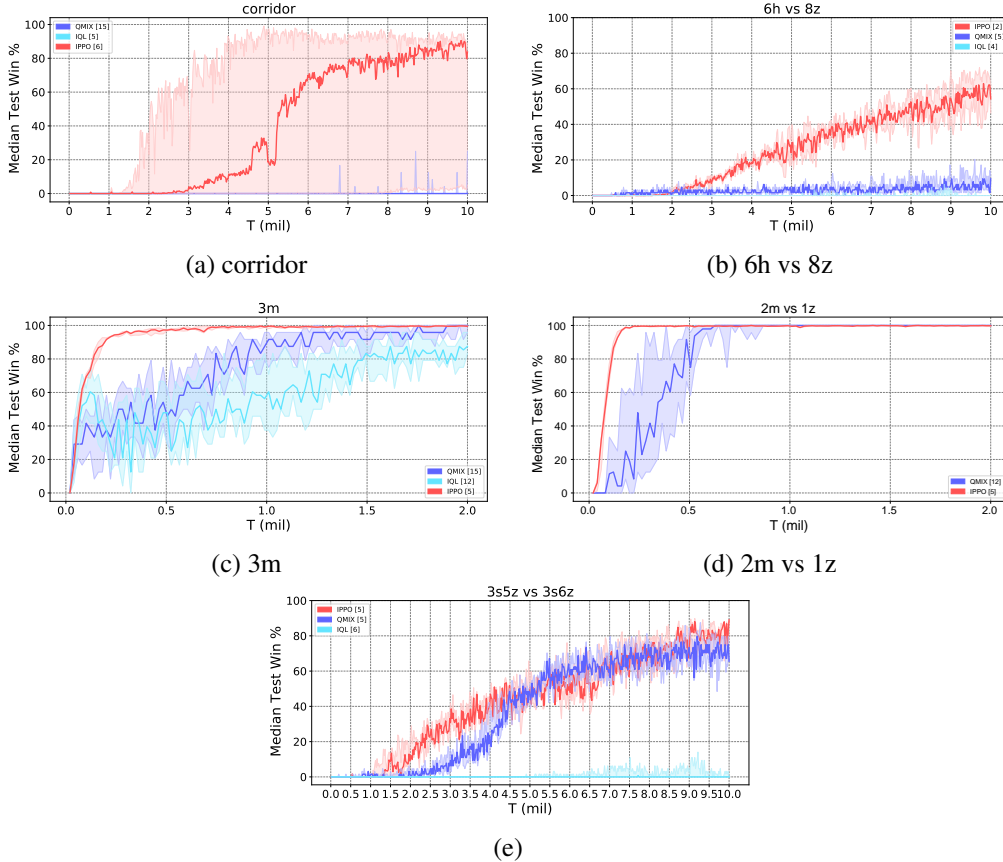 corridor
QMIX [15]
IQL [5]
IPPO [6]
Median Test Win %
100
80
60
40
20
0
0 1 2 3 4 5 6 7 8 9 10
T (mil)
(a) corridor
6h vs 8z
IPPO [2]
QMIX [5]
IQL [4]
Median Test Win %
100
80
60
40
20
0
0 1 2 3 4 5 6 7 8 9 10
T (mil)
(b) 6h vs 8z
3m
QMIX [15]
IQL [12]
IPPO [5]
Median Test Win %
100
80
60
40
20
0
0.0 0.5 1.0 1.5 2.0
T (mil)
(c) 3m
2m vs 1z
QMIX [12]
IPPO [5]
Median Test Win %
100
80
60
40
20
0
0.0 0.5 1.0 1.5 2.0
T (mil)
(d) 2m vs 1z
3s5z vs 3s6z
IPPO [5]
QMIX [5]
IQL [6]
Median Test Win %
100
80
60
40
20
0
0.0 0.5 1.0 1.5 2.0 2.5 3.0 3.5 4.0 4.5 5.0 5.5 6.0 6.5 7.0 7.5 8.0 8.5 9.0 9.5 10.0
T (mil)
(e)